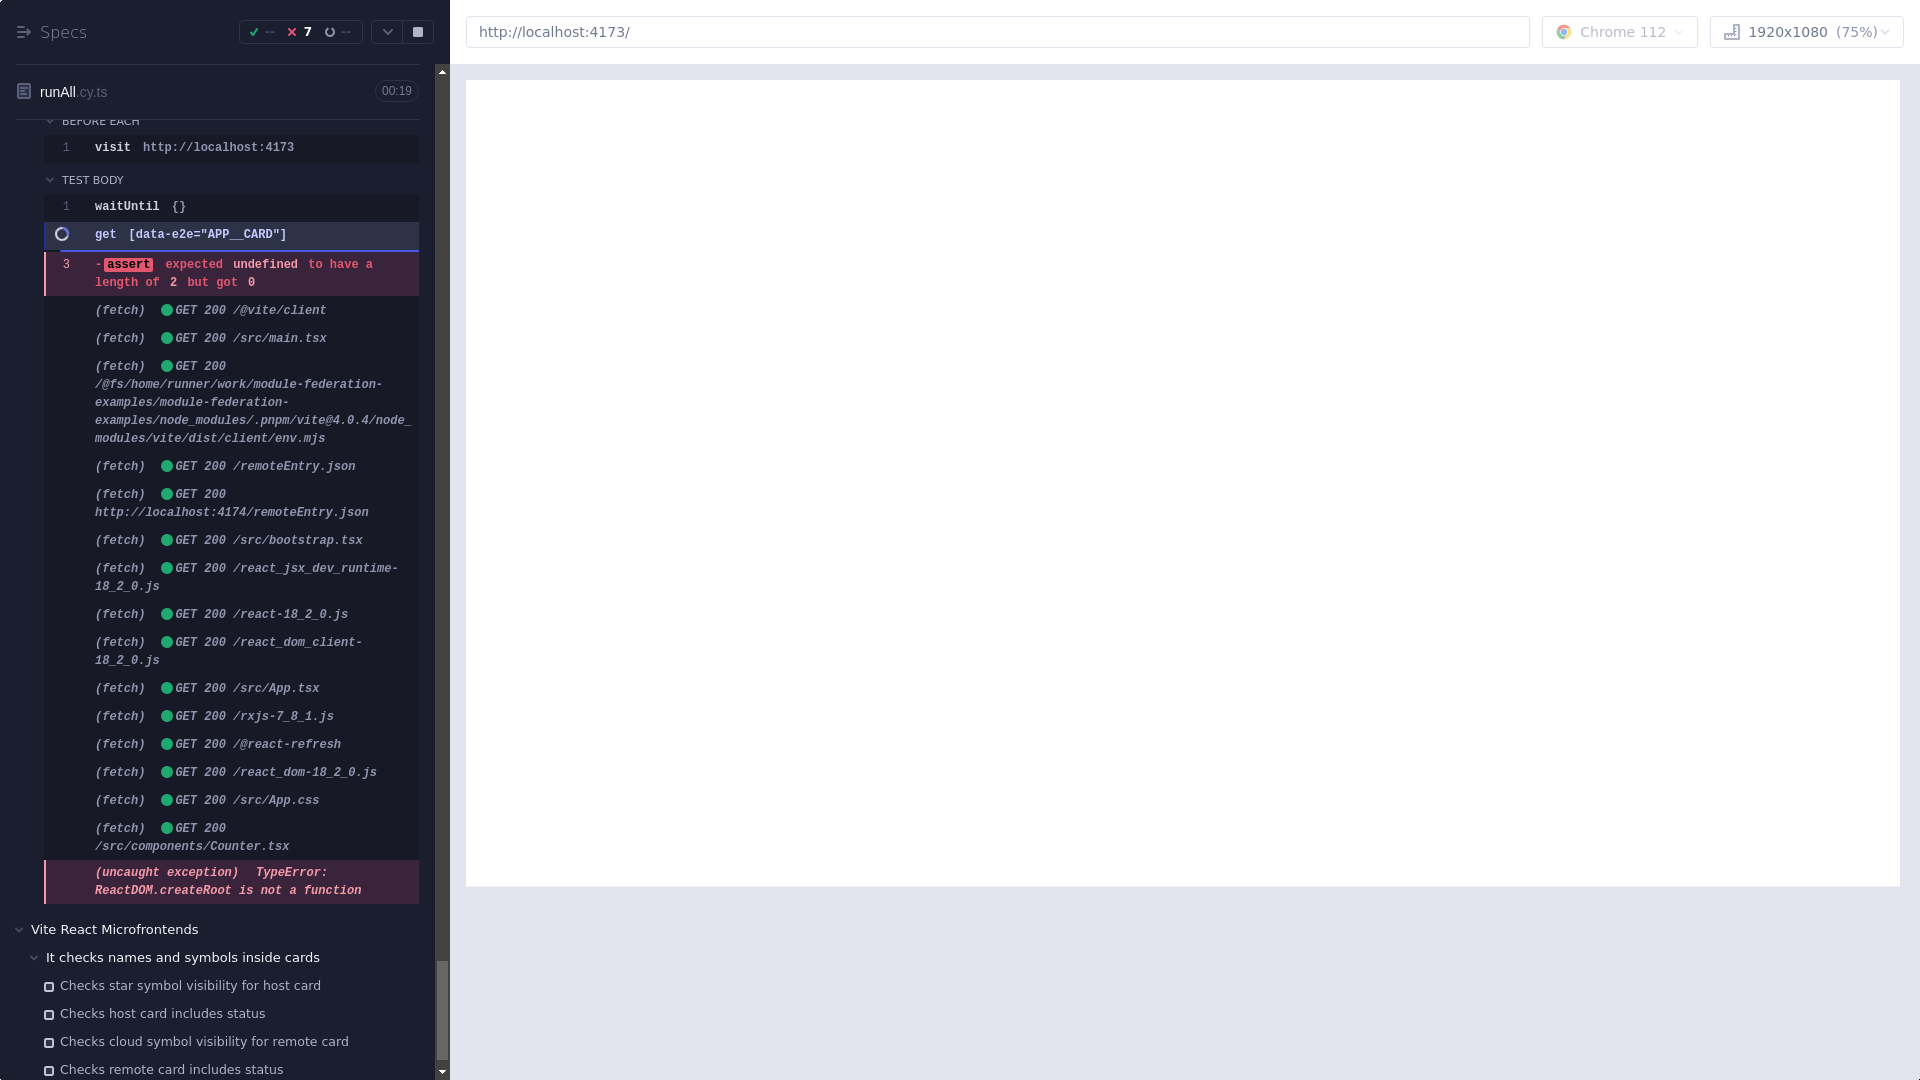 Specs
-- 7 --
http://localhost:4173/
Chrome 112
1920x1080 (75%)
runAll.cy.ts
00:19
BEFORE EACH
1 visit http://localhost:4173
TEST BODY
1 waitUntil {}
get [data-e2e="APP__CARD"]
3 -assert expected undefined to have a
length of 2 but got 0
(fetch) GET 200 /@vite/client
(fetch) GET 200 /src/main.tsx
(fetch) GET 200
/@fs/home/runner/work/module-federation-
examples/module-federation-
examples/node_modules/.pnpm/vite@4.0.4/node_
modules/vite/dist/client/env.mjs
(fetch) GET 200 /remoteEntry.json
(fetch) GET 200
http://localhost:4174/remoteEntry.json
(fetch) GET 200 /src/bootstrap.tsx
(fetch) GET 200 /react_jsx_dev_runtime-
18_2_0.js
(fetch) GET 200 /react-18_2_0.js
(fetch) GET 200 /react_dom_client-
18_2_0.js
(fetch) GET 200 /src/App.tsx
(fetch) GET 200 /rxjs-7_8_1.js
(fetch) GET 200 /@react-refresh
(fetch) GET 200 /react_dom-18_2_0.js
(fetch) GET 200 /src/App.css
(fetch) GET 200
/src/components/Counter.tsx
(uncaught exception) TypeError:
ReactDOM.createRoot is not a function
Vite React Microfrontends
It checks names and symbols inside cards
Checks star symbol visibility for host card
Checks host card includes status
Checks cloud symbol visibility for remote card
Checks remote card includes status